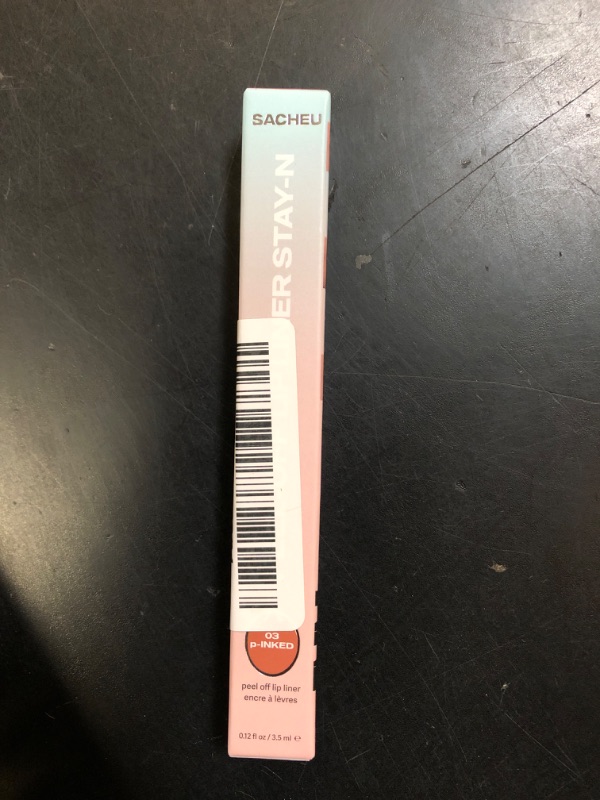 SACHEU
ER STAY-N
03
p-INKED
peel off lip liner
encre à lèvres
0.12 fl oz / 3.5 ml ℮